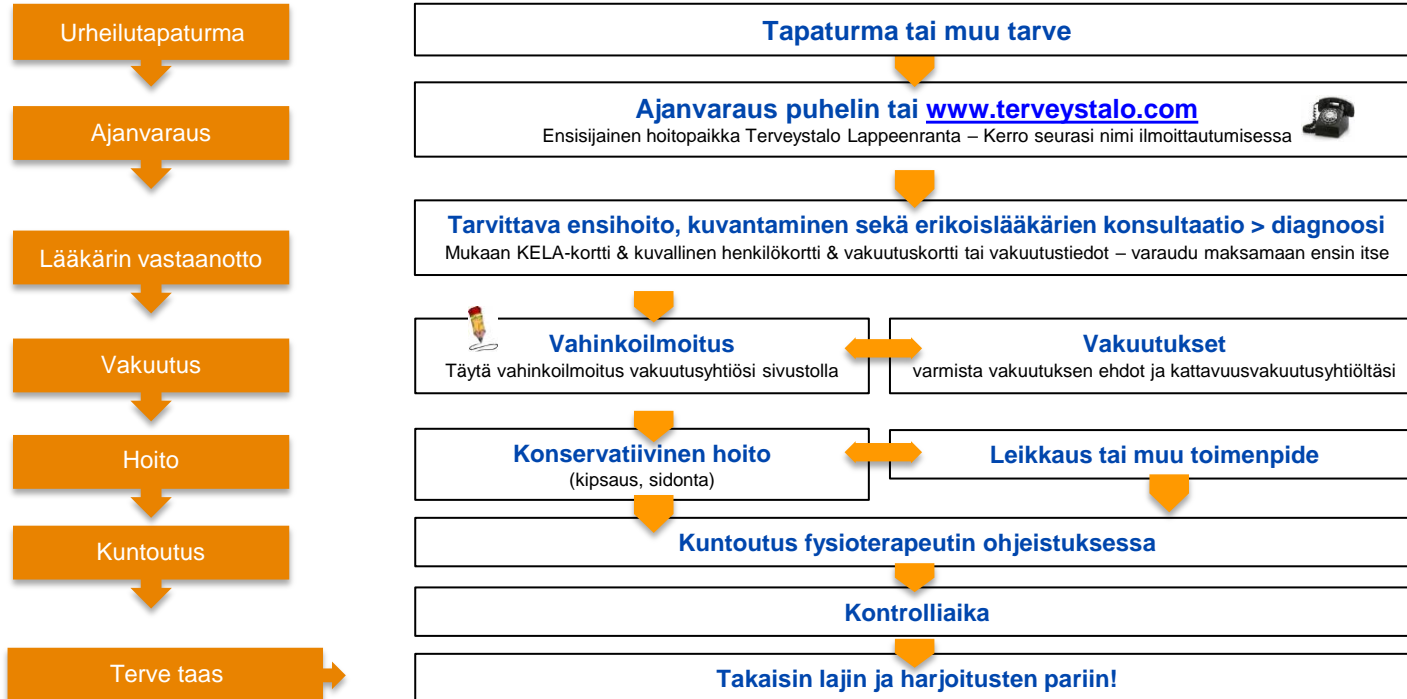 Urheilutapaturma
Tapaturma tai muu tarve
Ajanvaraus
Ajanvaraus puhelin tai www.terveystalo.com
Ensisijainen hoitopaikka Terveystalo Lappeenranta – Kerro seurasi nimi ilmoittautumisessa
Lääkärin vastaanotto
Tarvittava ensihoito, kuvantaminen sekä erikoislääkärien konsultaatio > diagnoosi
Mukaan KELA-kortti & kuvallinen henkilökortti & vakuutuskortti tai vakuutustiedot – varaudu maksamaan ensin itse
Vakuutus
Vahinkoilmoitus
Täytä vahinkoilmoitus vakuutusyhtiösi sivustolla
Vakuutukset
varmista vakuutuksen ehdot ja kattavuusvakuutusyhtiöltäsi
Hoito
Konservatiivinen hoito
(kipsaus, sidonta)
Leikkaus tai muu toimenpide
Kuntoutus
Kuntoutus fysioterapeutin ohjeistuksessa
Kontrolliaika
Terve taas
Takaisin lajin ja harjoitusten pariin!